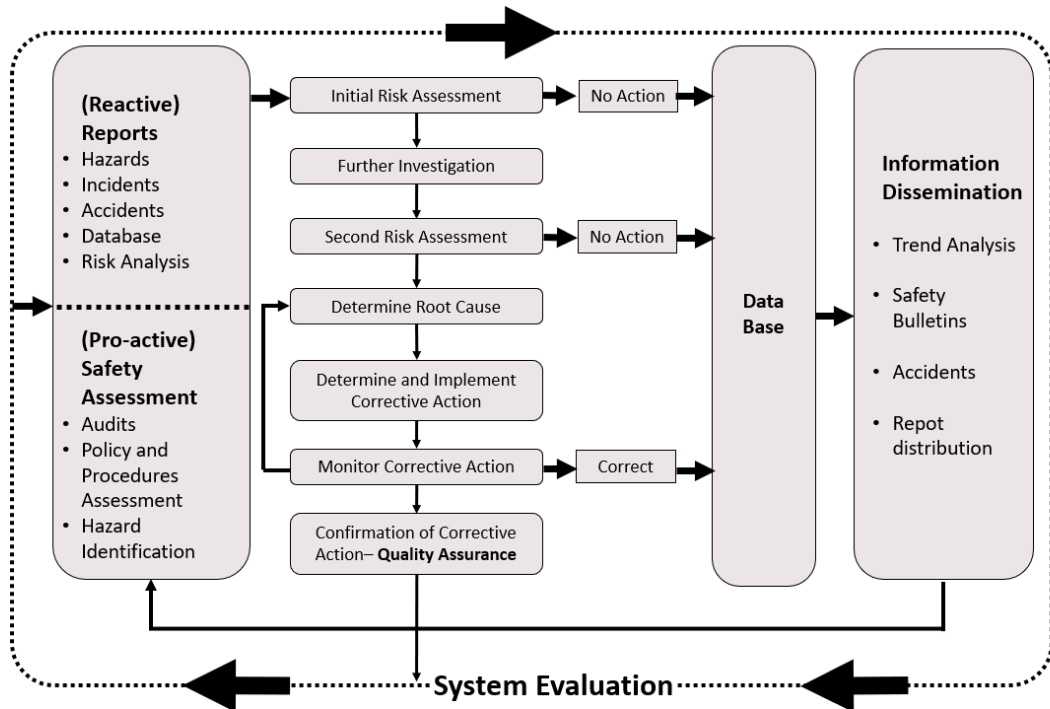 (Reactive)
Reports
• Hazards
• Incidents
• Accidents
• Database
• Risk Analysis
(Pro-active)
Safety
Assessment
• Audits
• Policy and
Procedures
Assessment
• Hazard
Identification
Initial Risk Assessment
No Action
Further Investigation
Second Risk Assessment
No Action
Determine Root Cause
Determine and Implement
Corrective Action
Monitor Corrective Action
Correct
Confirmation of Corrective
Action– Quality Assurance
Data
Base
Information
Dissemination
• Trend Analysis
• Safety
Bulletins
• Accidents
• Repot
distribution
System Evaluation